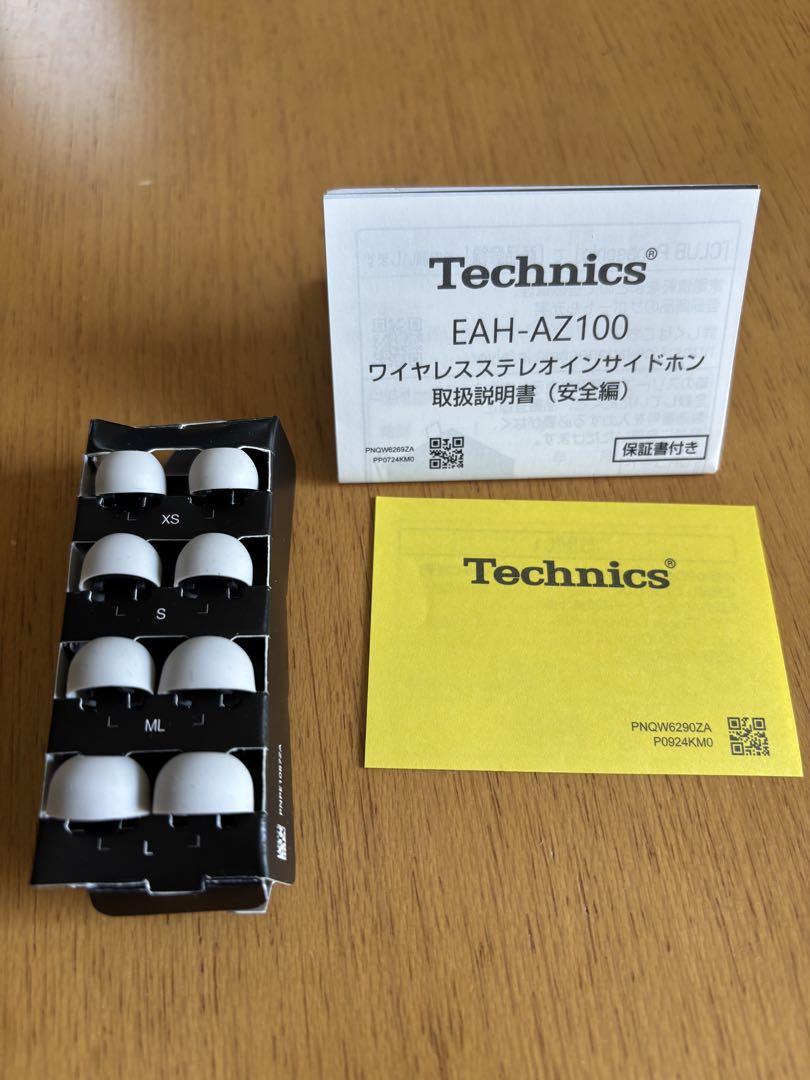 Technics®
EAH-AZ100
ワイヤレスステレオインサイドホン
取扱説明書（安全編）
PNQW6269ZA
PP0724KM0
保証書付き
Technics®
PNQW6290ZA
P0924KM0
XS
S
ML
L
PNPE1087ZA